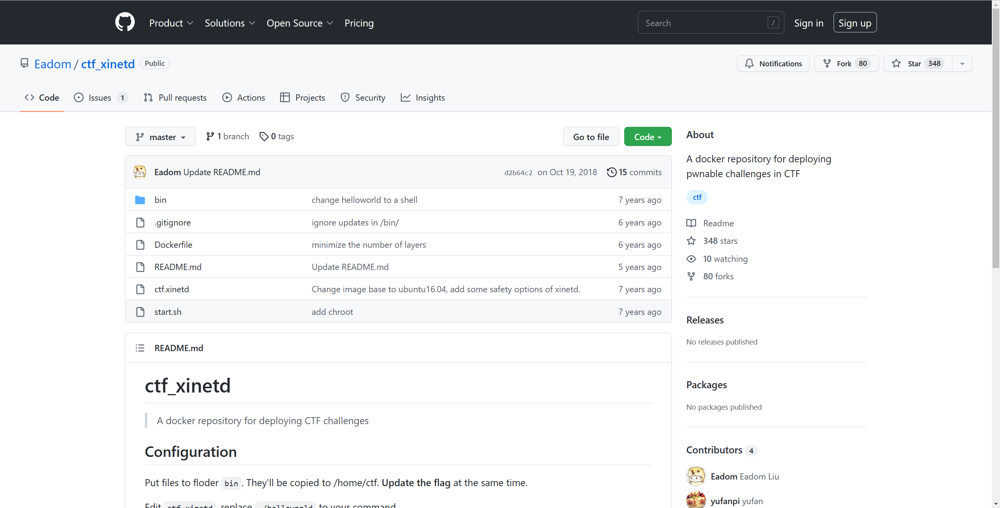 Product Solutions Open Source Pricing Search / Sign in Sign up
Eadom / ctf_xinetd Public Notifications Fork 80 Star 348
Code Issues 1 Pull requests Actions Projects Security Insights
master 1 branch 0 tags Go to file Code
Eadom Update README.md d2b64c2 on Oct 19, 2018 15 commits
bin change helloworld to a shell 7 years ago
.gitignore ignore updates in /bin/ 6 years ago
Dockerfile minimize the number of layers 6 years ago
README.md Update README.md 5 years ago
ctf.xinetd Change image base to ubuntu16.04, add some safety options of xinetd. 7 years ago
start.sh add chroot 7 years ago
README.md
ctf_xinetd
A docker repository for deploying CTF challenges
Configuration
Put files to floder bin. They'll be copied to /home/ctf. Update the flag at the same time.
Edit ctf.xinetd, replace ./helloworld to your command.
About
A docker repository for deploying
pwnable challenges in CTF
ctf
Readme
348 stars
10 watching
80 forks
Releases
No releases published
Packages
No packages published
Contributors 4
Eadom Eadom Liu
yufanpi yufan